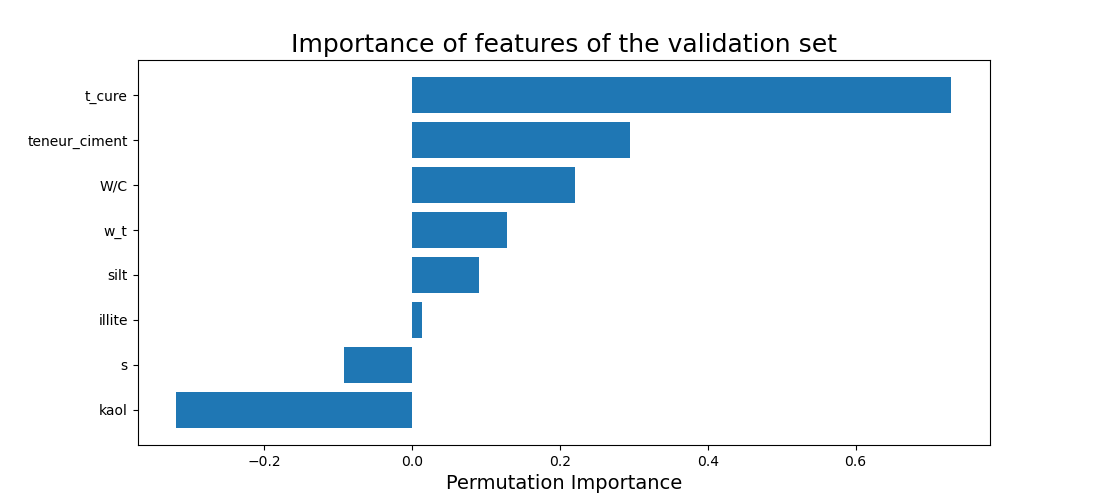 Importance of features of the validation set
t_cure
teneur_ciment
W/C
w_t
silt
illite
s
kaol
−0.2 0.0 0.2 0.4 0.6
Permutation Importance